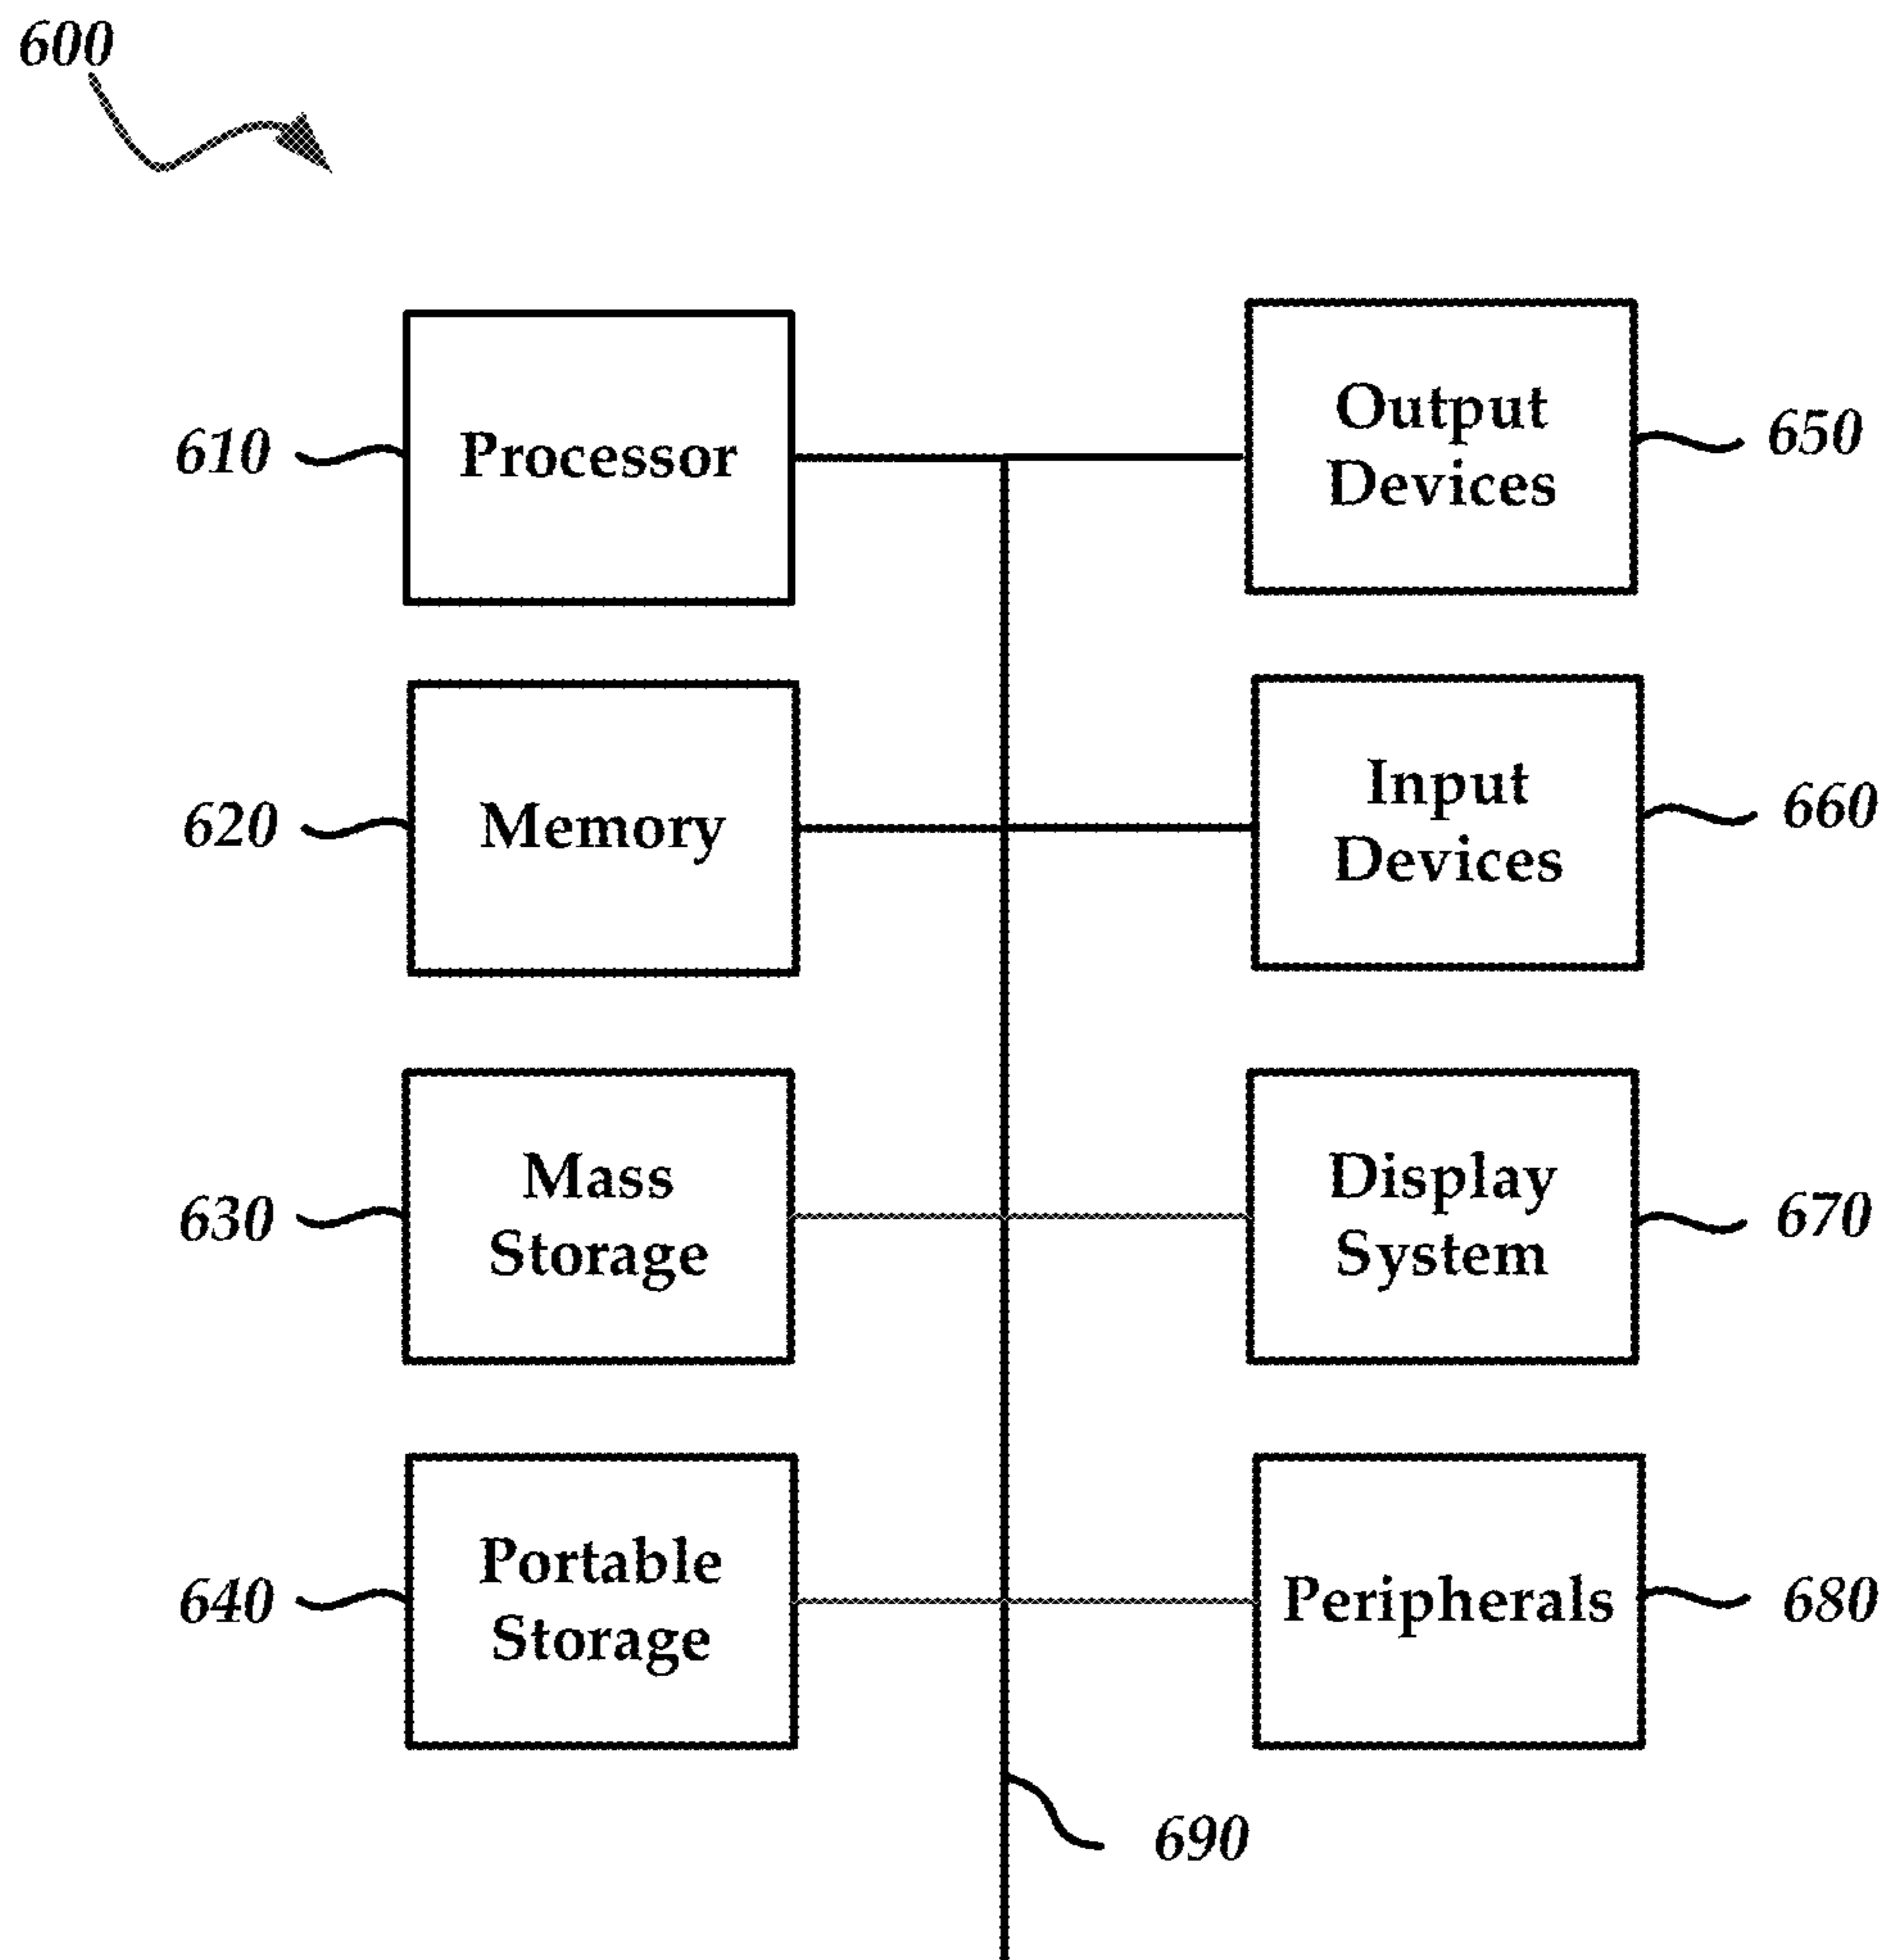 600
610
Processor
Output
Devices
650
620
Memory
Input
Devices
660
630
Mass
Storage
Display
System
670
640
Portable
Storage
Peripherals
680
690